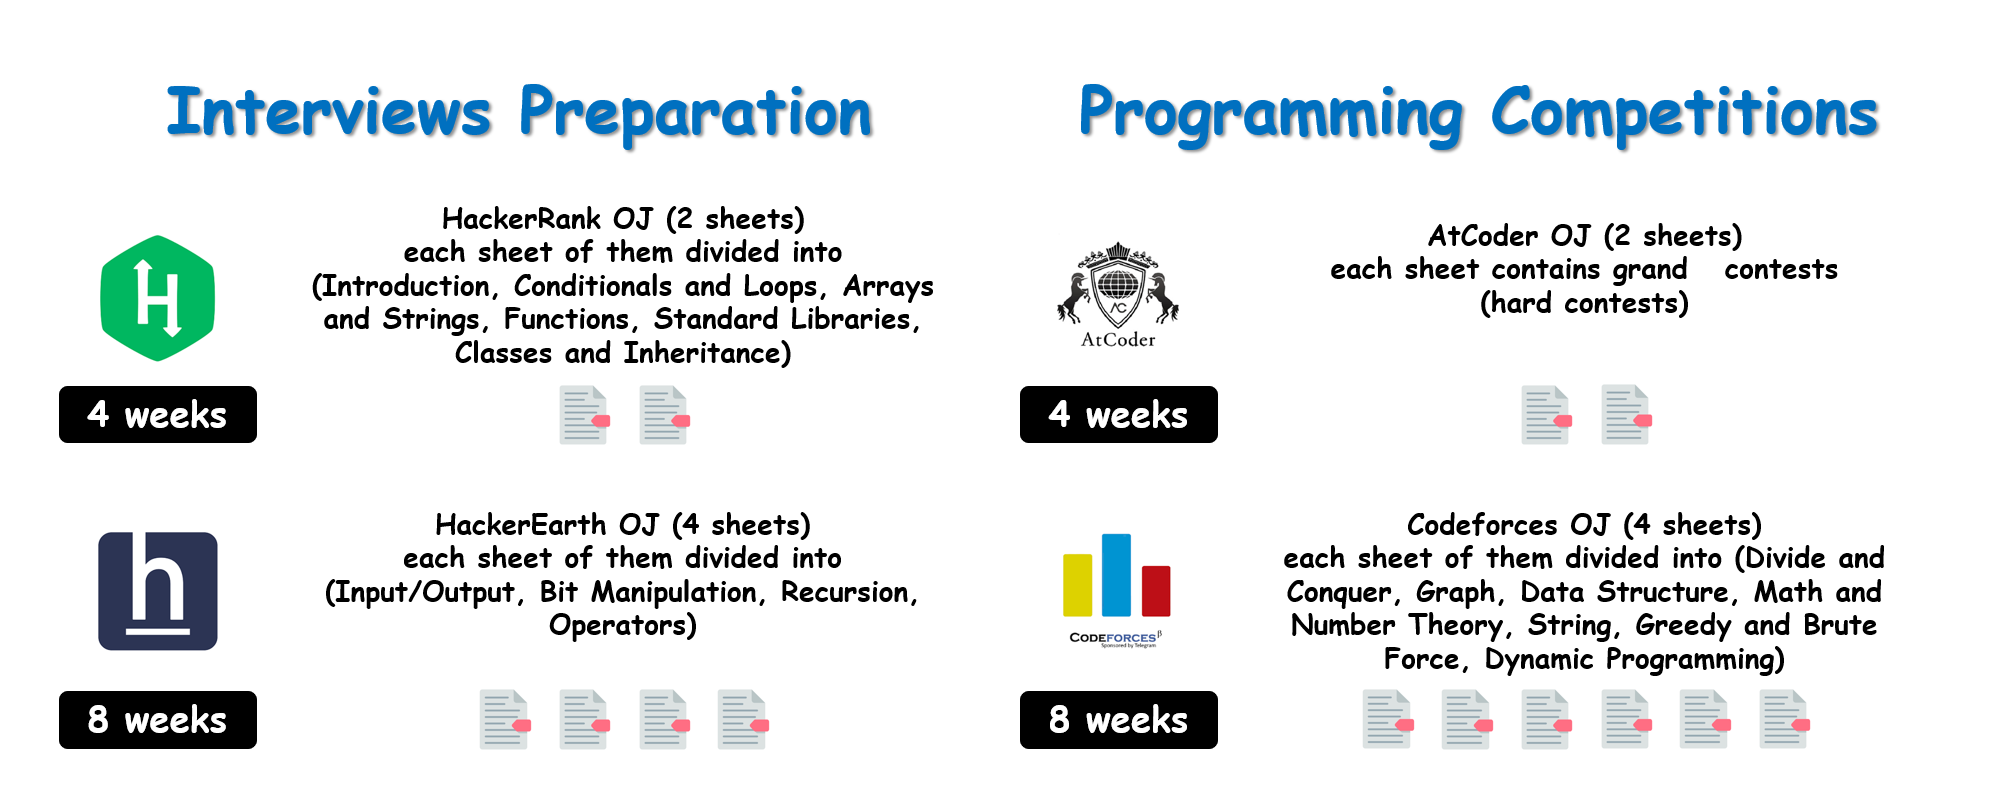 Interviews Preparation
HackerRank OJ (2 sheets)
each sheet of them divided into
(Introduction, Conditionals and Loops, Arrays
and Strings, Functions, Standard Libraries,
Classes and Inheritance)
H
4 weeks
HackerEarth OJ (4 sheets)
each sheet of them divided into
(Input/Output, Bit Manipulation, Recursion,
Operators)
h
8 weeks
Programming Competitions
AtCoder OJ (2 sheets)
each sheet contains grand contests
(hard contests)
AC
AtCoder
4 weeks
Codeforces OJ (4 sheets)
each sheet of them divided into (Divide and
Conquer, Graph, Data Structure, Math and
Number Theory, String, Greedy and Brute
Force, Dynamic Programming)
CODEFORCES β
Sponsored by Telegram
8 weeks